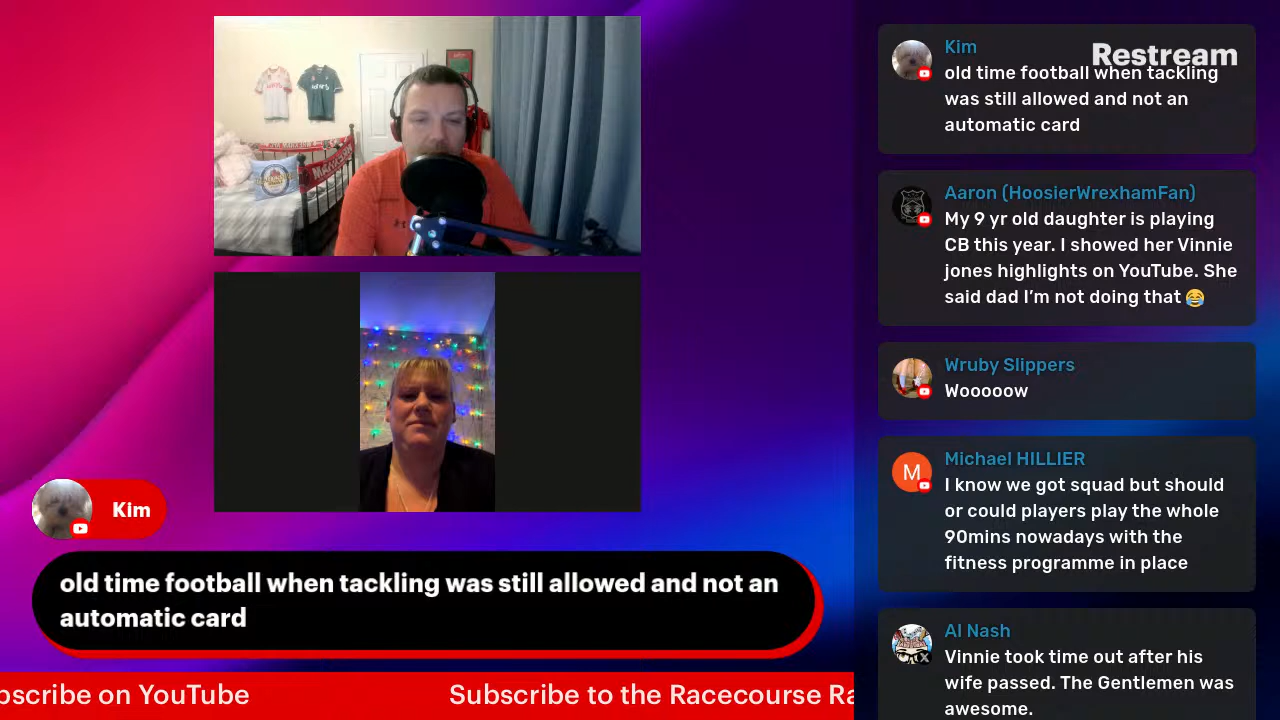 Kim
old time football when tackling
was still allowed and not an
automatic card
Restream
Aaron (HoosierWrexhamFan)
My 9 yr old daughter is playing
CB this year. I showed her Vinnie
jones highlights on YouTube. She
said dad I’m not doing that 😂
Wruby Slippers
Wooooow
M
Michael HILLIER
I know we got squad but should
or could players play the whole
90mins nowadays with the
fitness programme in place
Al Nash
Vinnie took time out after his
wife passed. The Gentlemen was
awesome.
Kim
old time football when tackling was still allowed and not an
automatic card
bscribe on YouTube
Subscribe to the Racecourse Ra